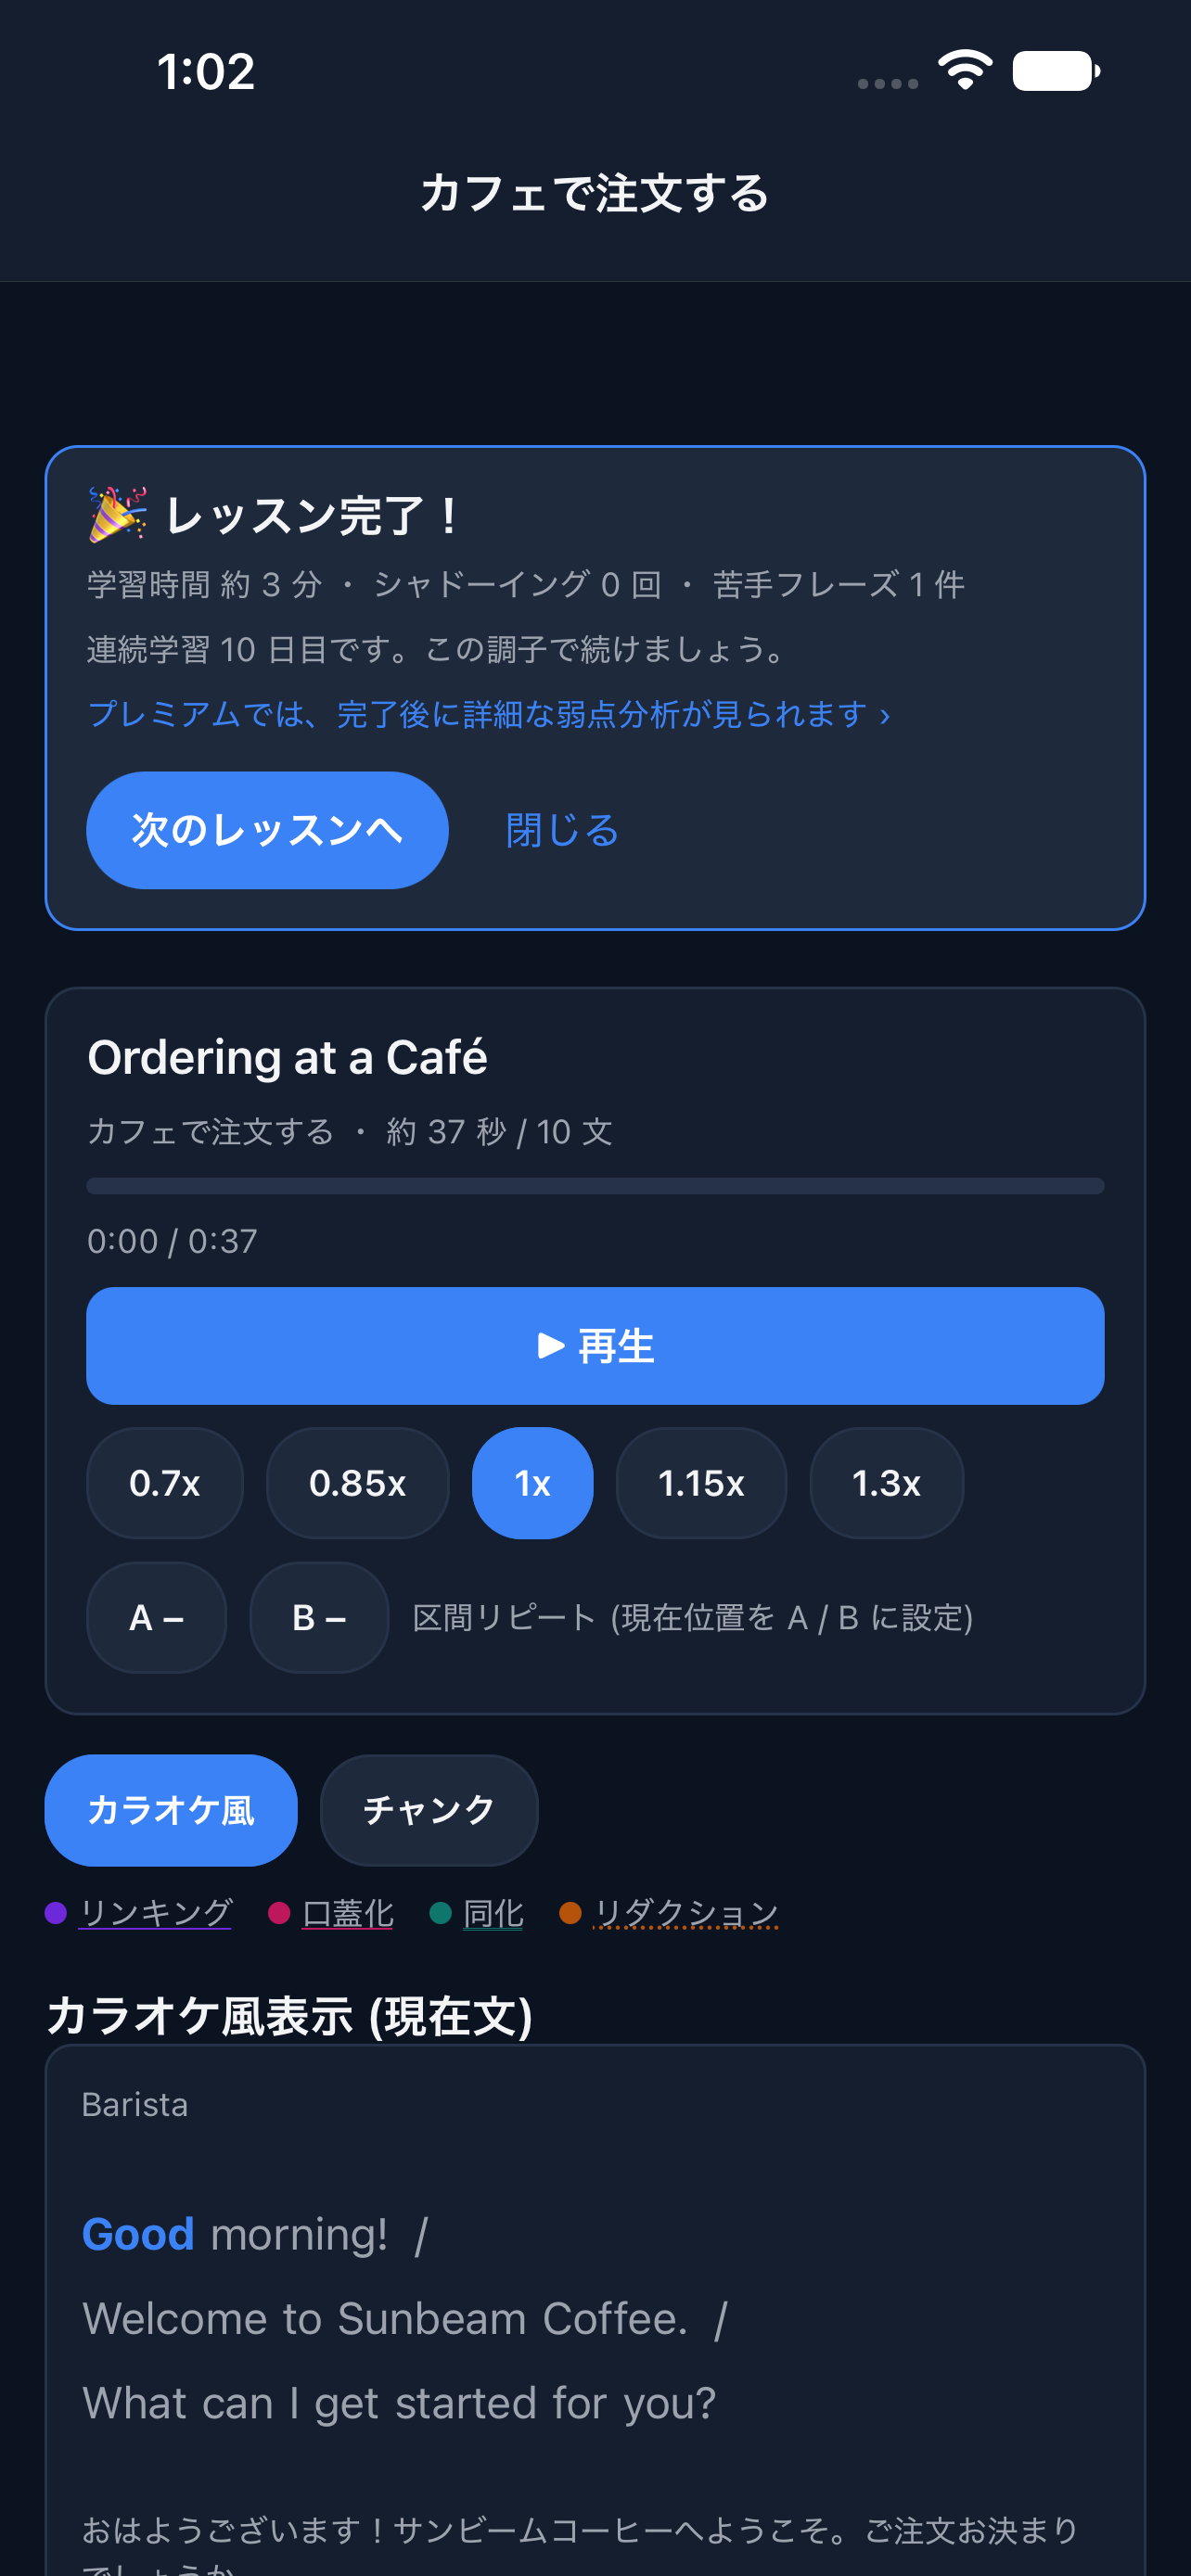 1:02
カフェで注文する
🎉 レッスン完了！
学習時間 約 3 分 ・ シャドーイング 0 回 ・ 苦手フレーズ 1 件
連続学習 10 日目です。この調子で続けましょう。
プレミアムでは、完了後に詳細な弱点分析が見られます ›
次のレッスンへ 閉じる
Ordering at a Café
カフェで注文する ・ 約 37 秒 / 10 文
0:00 / 0:37
▶ 再生
0.7x 0.85x 1x 1.15x 1.3x
A – B – 区間リピート (現在位置を A / B に設定)
カラオケ風 チャンク
リンキング 口蓋化 同化 リダクション
カラオケ風表示 (現在文)
Barista
Good morning! /
Welcome to Sunbeam Coffee. /
What can I get started for you?
おはようございます！サンビームコーヒーへようこそ。ご注文お決まり
でしょうか